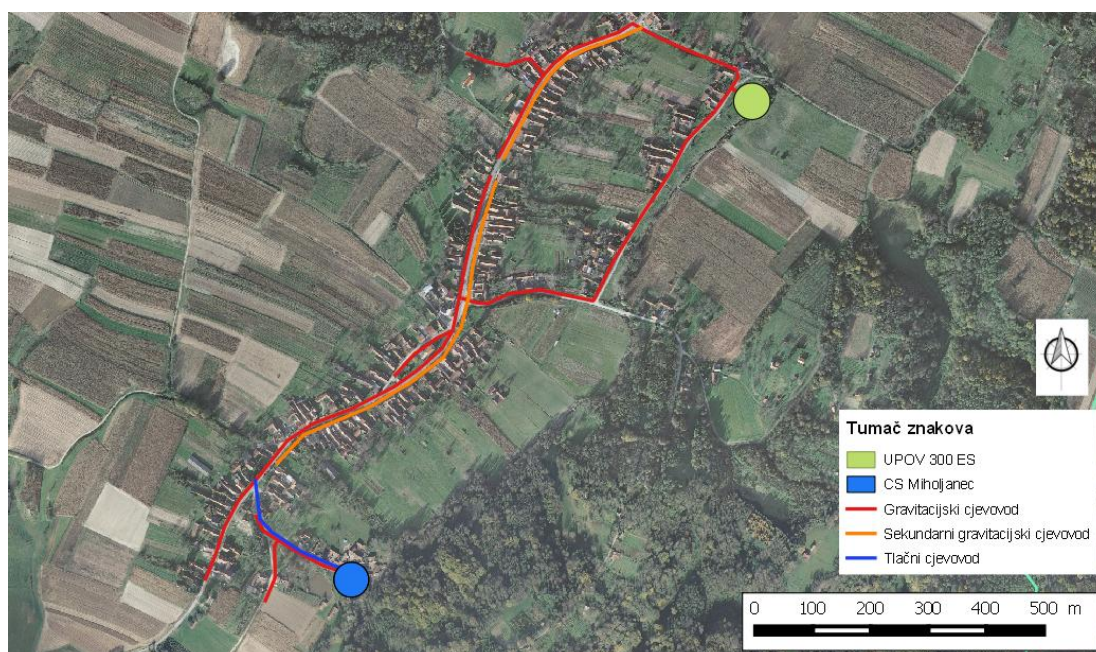 Tumač znakova
UPOV 300 ES
CS Miholjanec
Gravitacijski cjevovod
Sekundarni gravitacijski cjevovod
Tlačni cjevovod
0 100 200 300 400 500 m